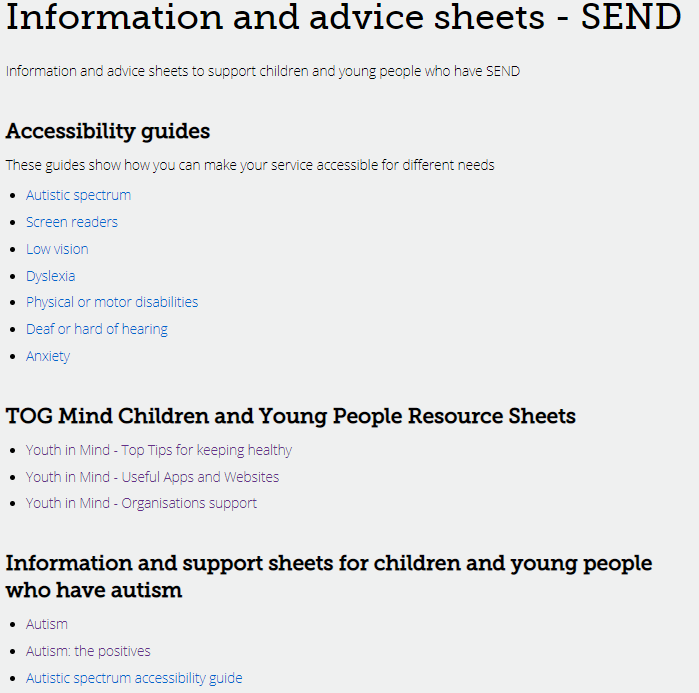 Information and advice sheets - SEND
Information and advice sheets to support children and young people who have SEND
Accessibility guides
These guides show how you can make your service accessible for different needs
Autistic spectrum
Screen readers
Low vision
Dyslexia
Physical or motor disabilities
Deaf or hard of hearing
Anxiety
TOG Mind Children and Young People Resource Sheets
Youth in Mind - Top Tips for keeping healthy
Youth in Mind - Useful Apps and Websites
Youth in Mind - Organisations support
Information and support sheets for children and young people
who have autism
Autism
Autism: the positives
Autistic spectrum accessibility guide